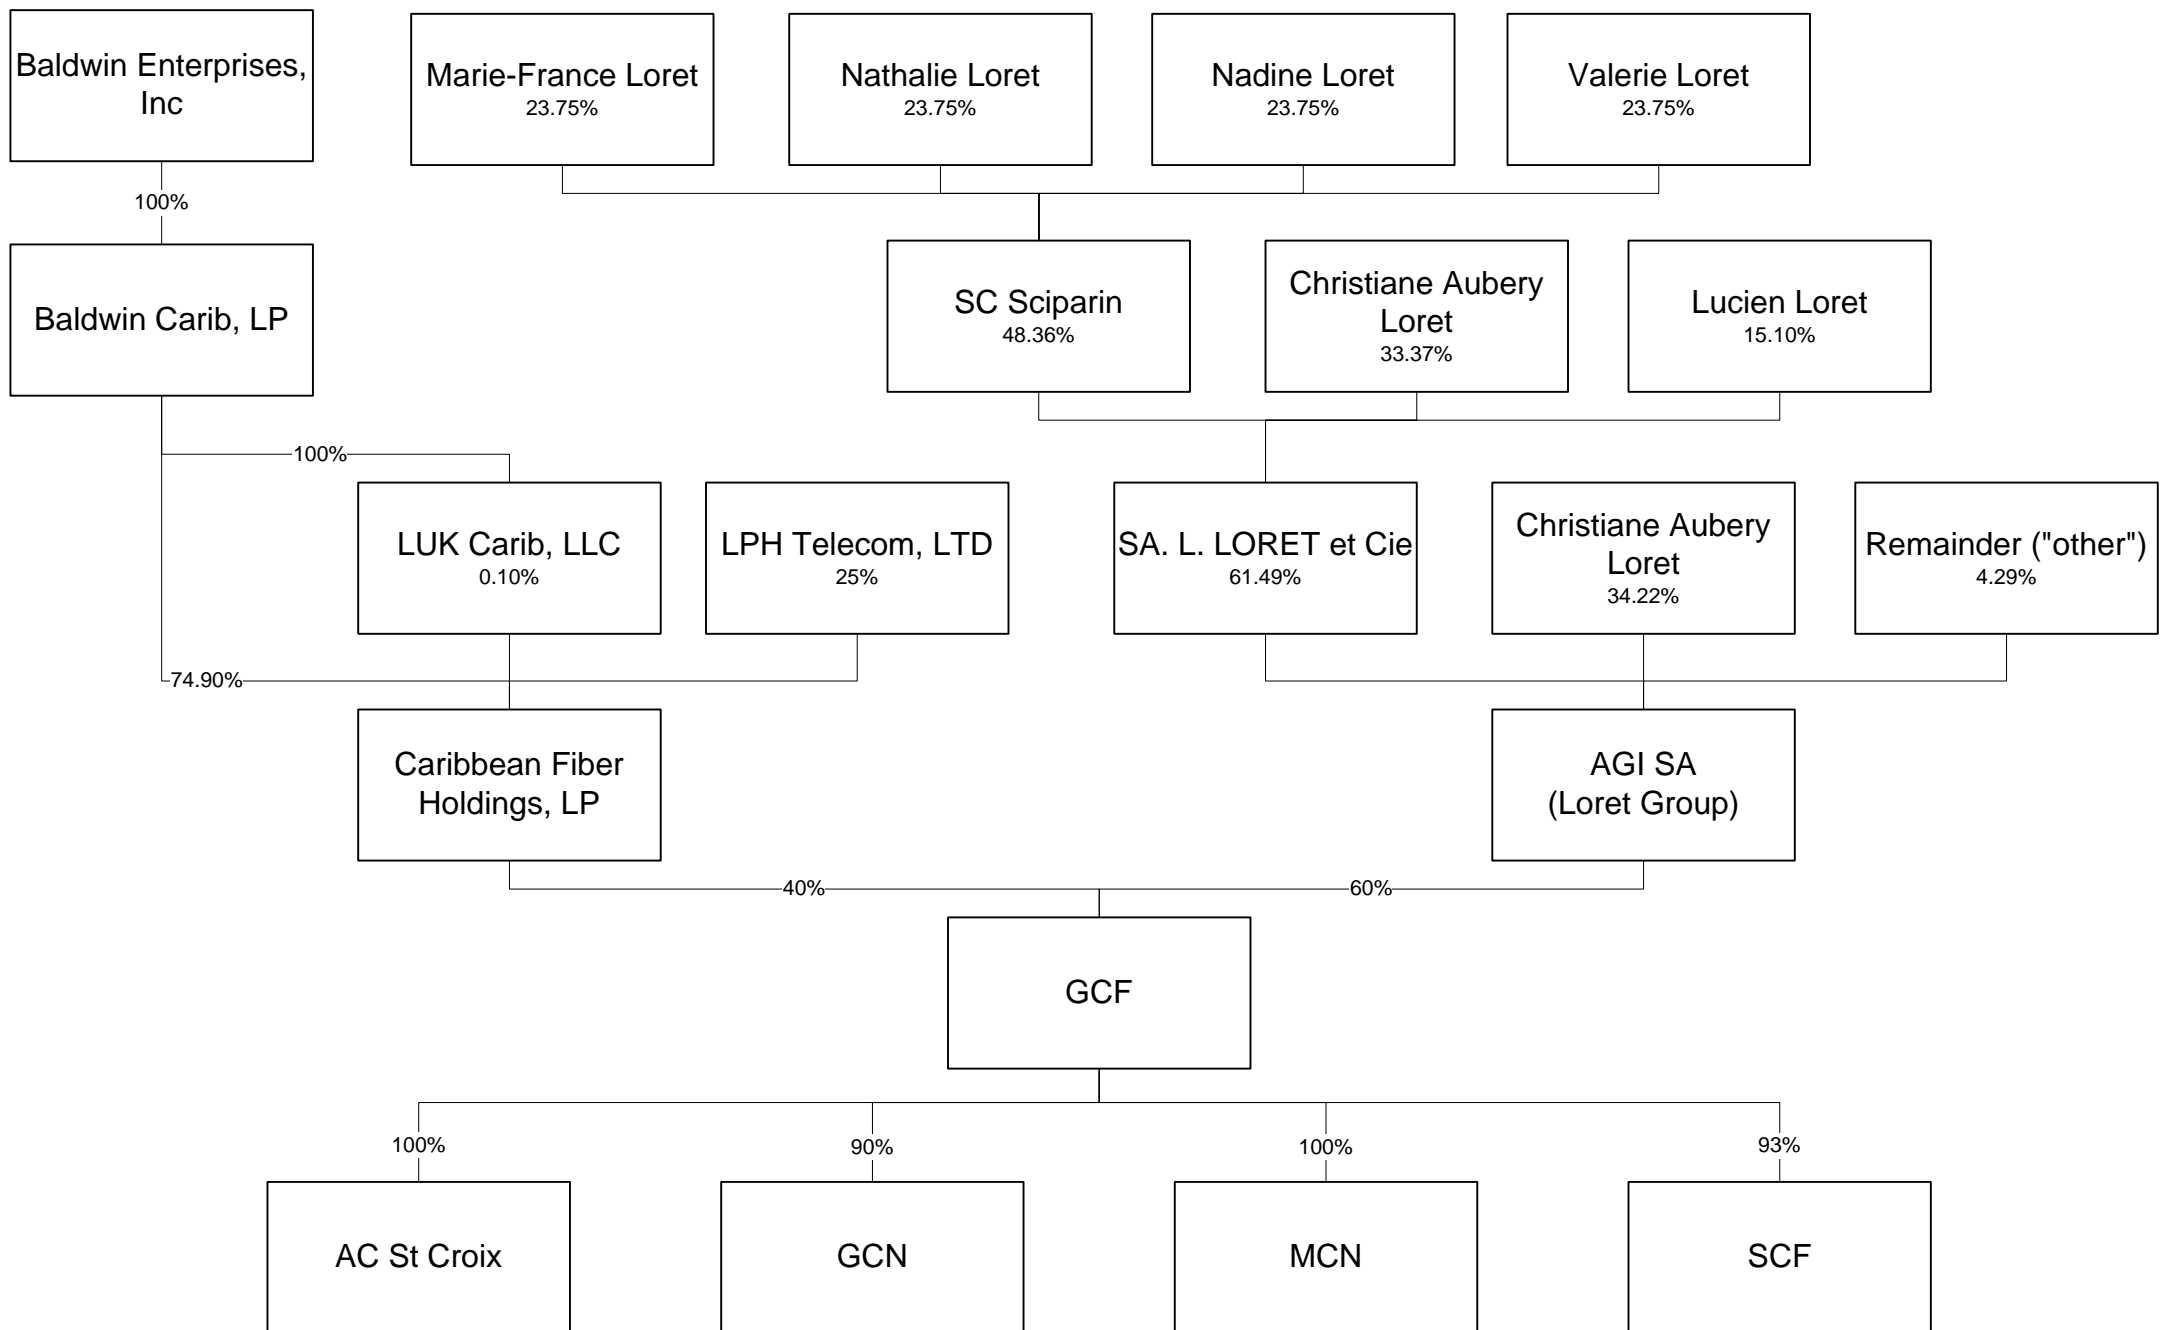 Baldwin Enterprises,
Inc
Marie-France Loret
23.75%
Nathalie Loret
23.75%
Nadine Loret
23.75%
Valerie Loret
23.75%
100%
Baldwin Carib, LP
SC Sciparin
48.36%
Christiane Aubery
Loret
33.37%
Lucien Loret
15.10%
100%
LUK Carib, LLC
0.10%
LPH Telecom, LTD
25%
SA. L. LORET et Cie
61.49%
Christiane Aubery
Loret
34.22%
Remainder ("other")
4.29%
74.90%
Caribbean Fiber
Holdings, LP
AGI SA
(Loret Group)
40%
60%
GCF
100%
90%
100%
93%
AC St Croix
GCN
MCN
SCF